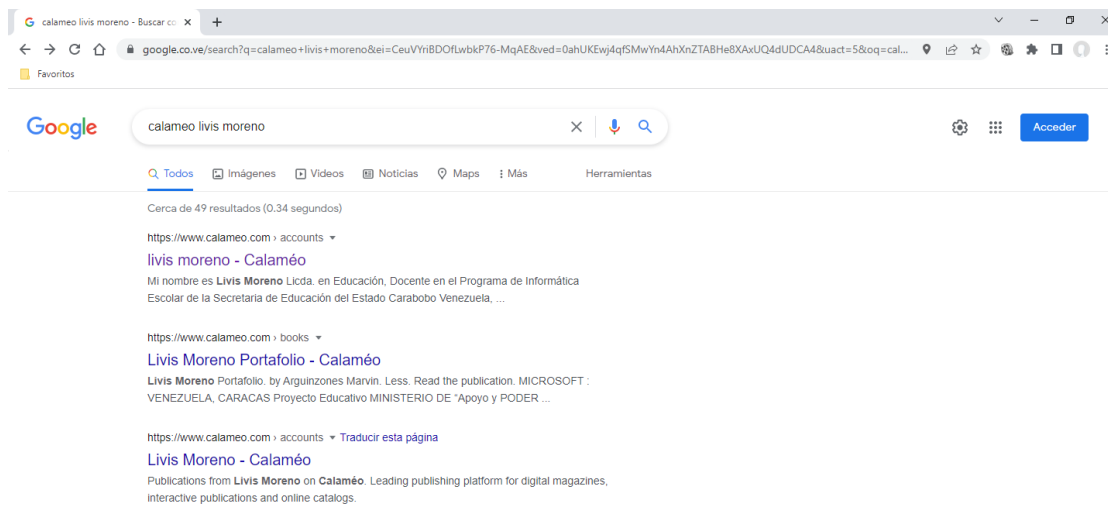 calameo livis moreno - Buscar co
google.co.ve/search?q=calameo+livis+moreno&ei=CeuVYriBDOfLwbkP76-MqAE&ved=0ahUKEwj4qfSMwYn4AhXnZTABHe8XAxUQ4dUDCA4&uact=5&oq=cal...
Favoritos
Google
calameo livis moreno
Acceder
Todos Imágenes Videos Noticias Maps Más Herramientas
Cerca de 49 resultados (0.34 segundos)
https://www.calameo.com › accounts
livis moreno - Calaméo
Mi nombre es Livis Moreno Licda. en Educación, Docente en el Programa de Informática
Escolar de la Secretaria de Educación del Estado Carabobo Venezuela, ...
https://www.calameo.com › books
Livis Moreno Portafolio - Calaméo
Livis Moreno Portafolio. by Arguinzones Marvin. Less. Read the publication. MICROSOFT :
VENEZUELA, CARACAS Proyecto Educativo MINISTERIO DE “Apoyo y PODER ...
https://www.calameo.com › accounts Traducir esta página
Livis Moreno - Calaméo
Publications from Livis Moreno on Calaméo. Leading publishing platform for digital magazines,
interactive publications and online catalogs.